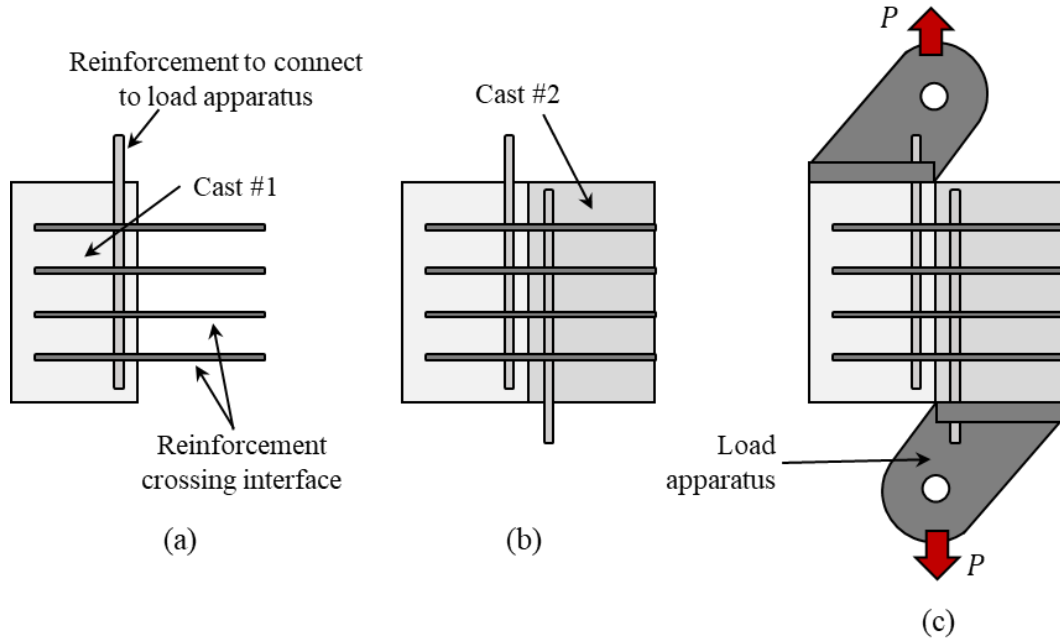 Reinforcement to connect
to load apparatus
Cast #1
Reinforcement
crossing interface
(a)
Cast #2
(b)
P
Load
apparatus
P
(c)